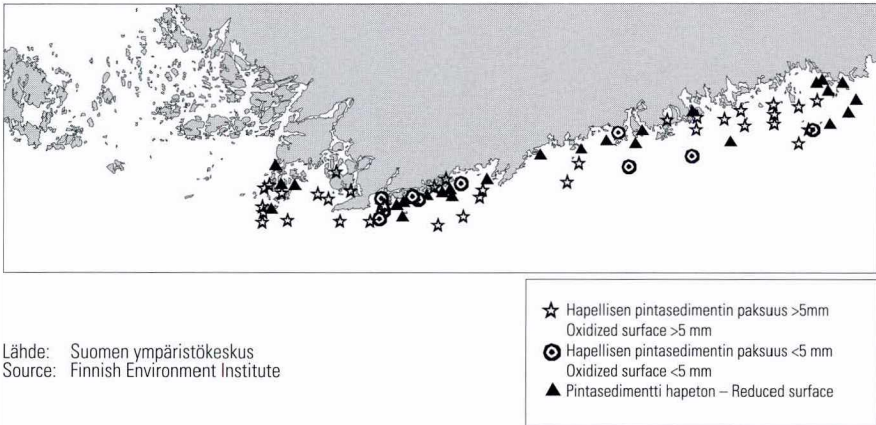 Hapellisen pintasedimentin paksuus >5mm
Oxidized surface >5 mm
Hapellisen pintasedimentin paksuus <5 mm
Oxidized surface <5 mm
Pintasedimentti hapeton – Reduced surface
Lähde: Suomen ympäristökeskus
Source: Finnish Environment Institute